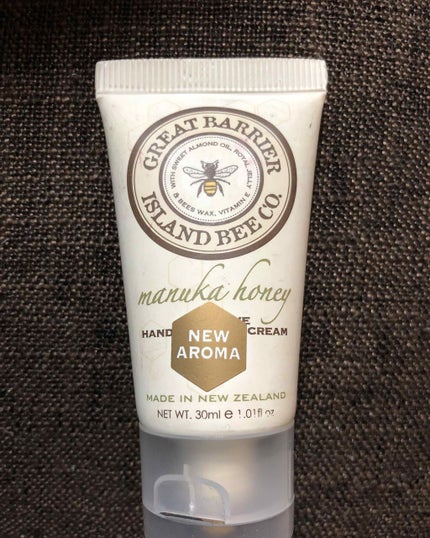 GREAT BARRIER
ISLAND BEE CO.
WITH SWEET ALMOND OIL, ROYAL JELLY
& BEES WAX, VITAMIN E
manuka honey
HAND CREAM
NEW
AROMA
MADE IN NEW ZEALAND
NET WT. 30ml e 1.01fl oz